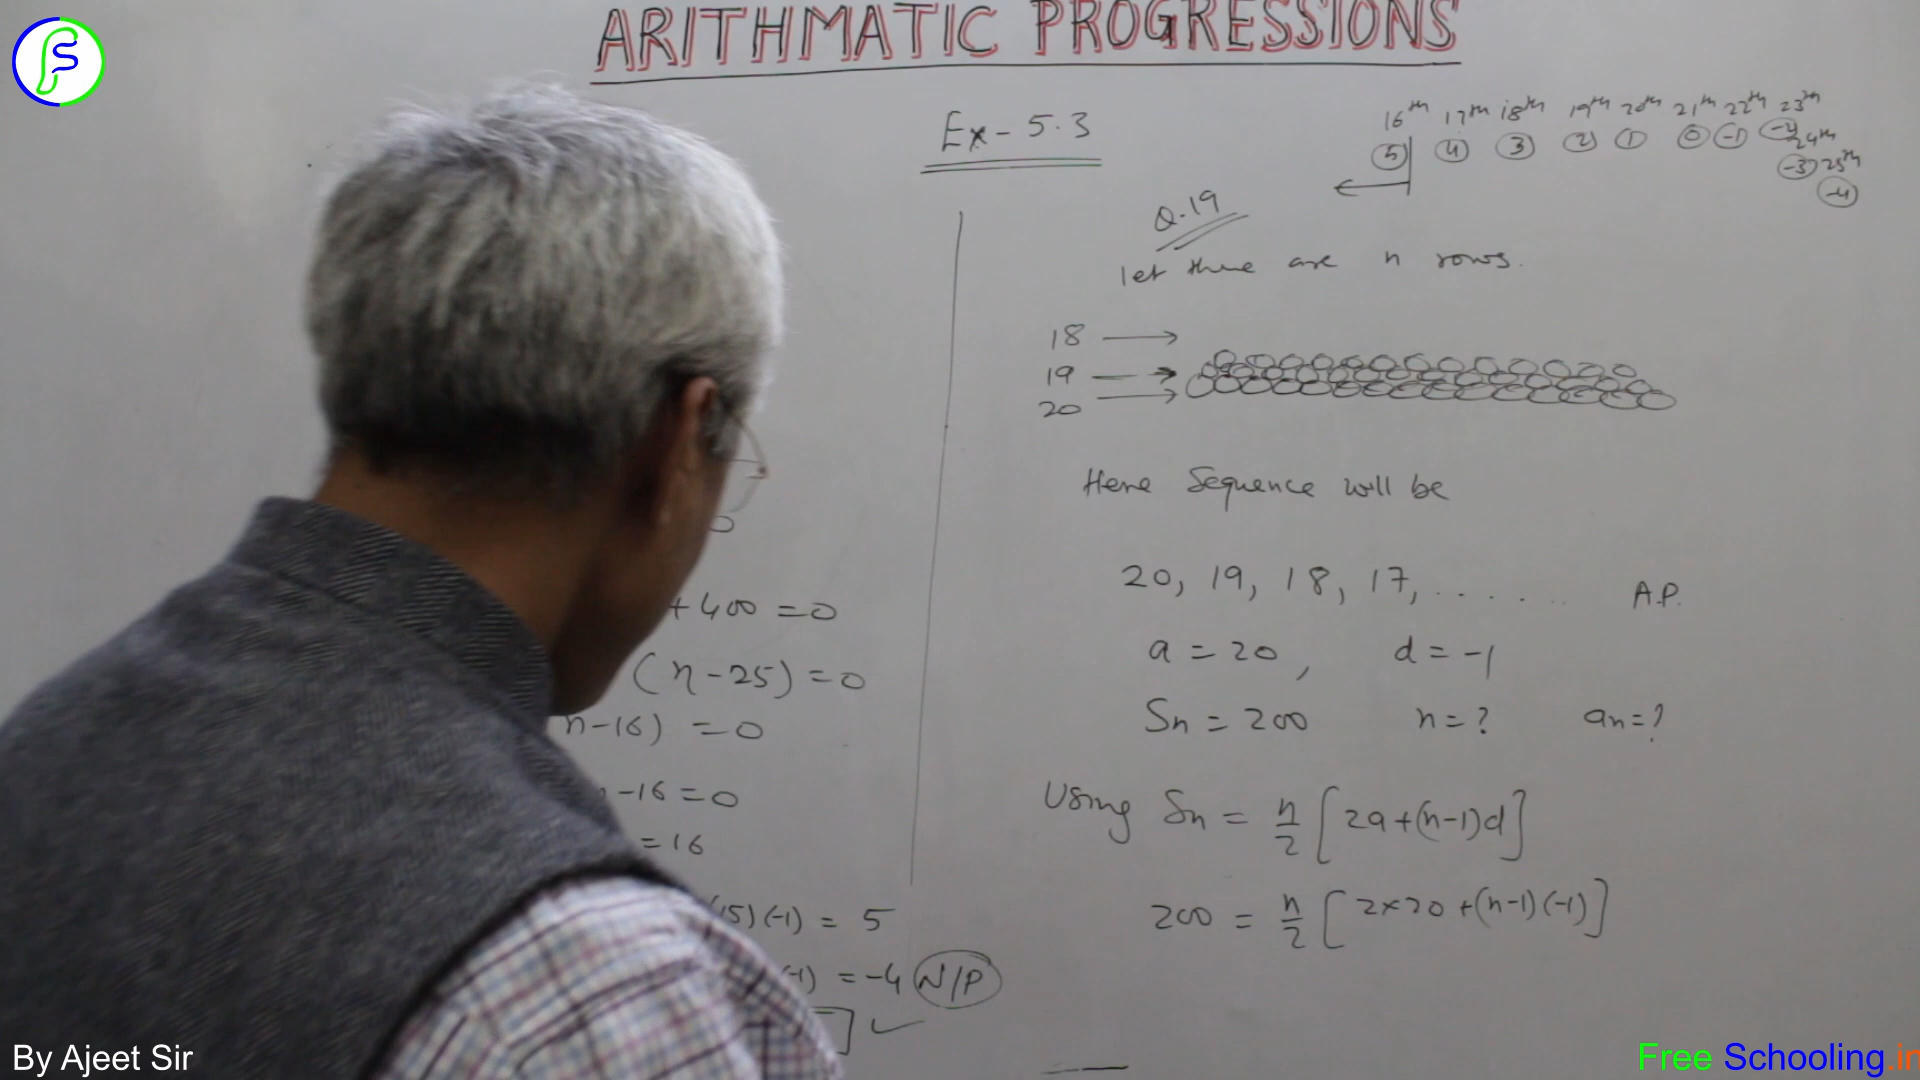 ARITHMATIC PROGRESSIONS
Ex - 5.3
16th 17th 18th 19th 20th 21th 22th 23th
5 4 3 2 1 0 -1 -2
24th
-3 25th
-4
Q.19
let there are n rows.
18 →
19 →
20 →
Here Sequence will be
20, 19, 18, 17, . . . . . . A.P.
a = 20, d = -1
Sn = 200 n = ? an = ?
Using Sn = n/2 [2a+(n-1)d]
200 = n/2 [2×20+(n-1)(-1)]
0
+ 400 = 0
(n-25) = 0
n-16) = 0
-16 = 0
= 16
(15)(-1) = 5
(-1) = -4 N/P
] ✓
By Ajeet Sir
Free Schooling.in